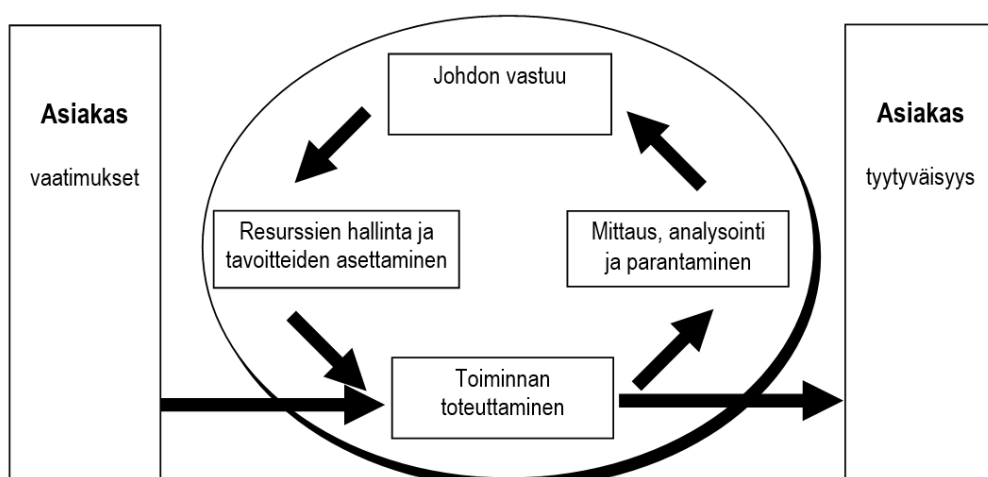 Asiakas
vaatimukset
Johdon vastuu
Resurssien hallinta ja
tavoitteiden asettaminen
Mittaus, analysointi
ja parantaminen
Toiminnan
toteuttaminen
Asiakas
tyytyväisyys